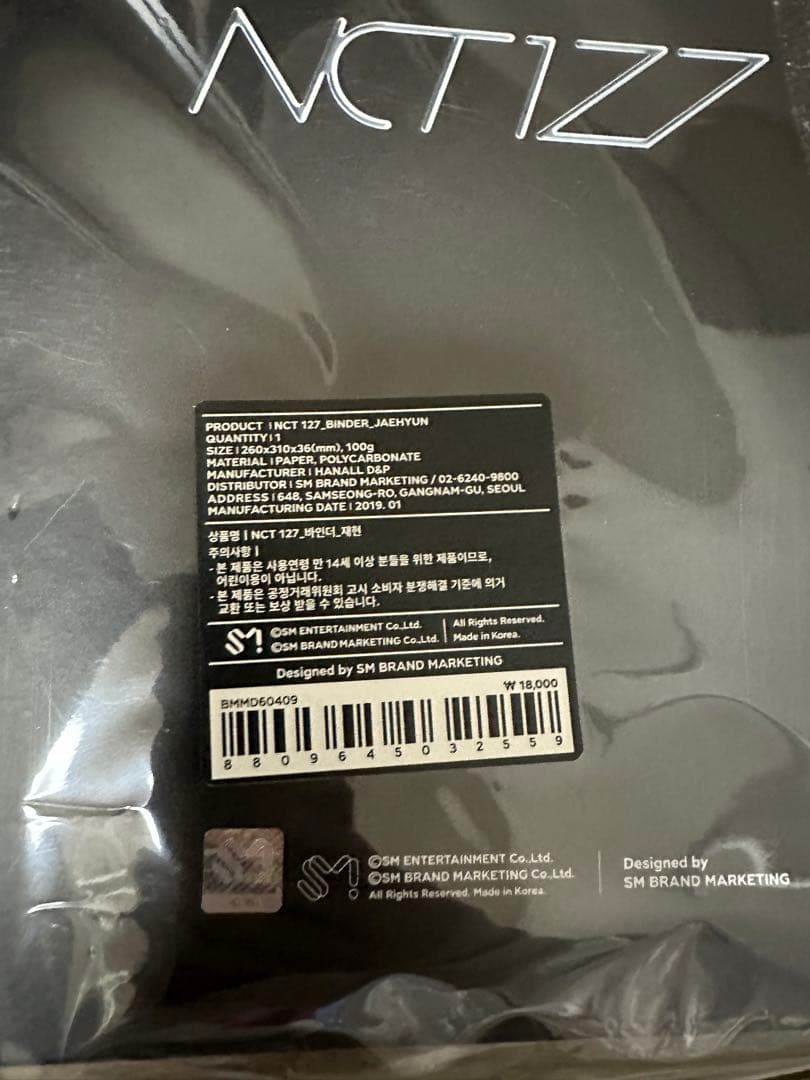 NCT 127
PRODUCT | NCT 127_BINDER_JAEHYUN
QUANTITY | 1
SIZE | 260x310x36(mm), 100g
MATERIAL | PAPER, POLYCARBONATE
MANUFACTURER | HANALL D&P
DISTRIBUTOR | SM BRAND MARKETING / 02-6240-9800
ADDRESS | 648, SAMSEONG-RO, GANGNAM-GU, SEOUL
MANUFACTURING DATE | 2019. 01
상품명 | NCT 127_바인더_재현
주의사항 |
- 본 제품은 사용연령 만 14세 이상 분들을 위한 제품이므로,
어린이용이 아닙니다.
- 본 제품은 공정거래위원회 고시 소비자 분쟁해결 기준에 의거
교환 또는 보상 받을 수 있습니다.
SM!
©SM ENTERTAINMENT Co.,Ltd.
©SM BRAND MARKETING Co.,Ltd.
All Rights Reserved.
Made in Korea.
Designed by SM BRAND MARKETING
BMMD60409
₩ 18,000
8809645032559
SM!
©SM ENTERTAINMENT Co.,Ltd.
©SM BRAND MARKETING Co.,Ltd.
All Rights Reserved. Made in Korea.
Designed by
SM BRAND MARKETING